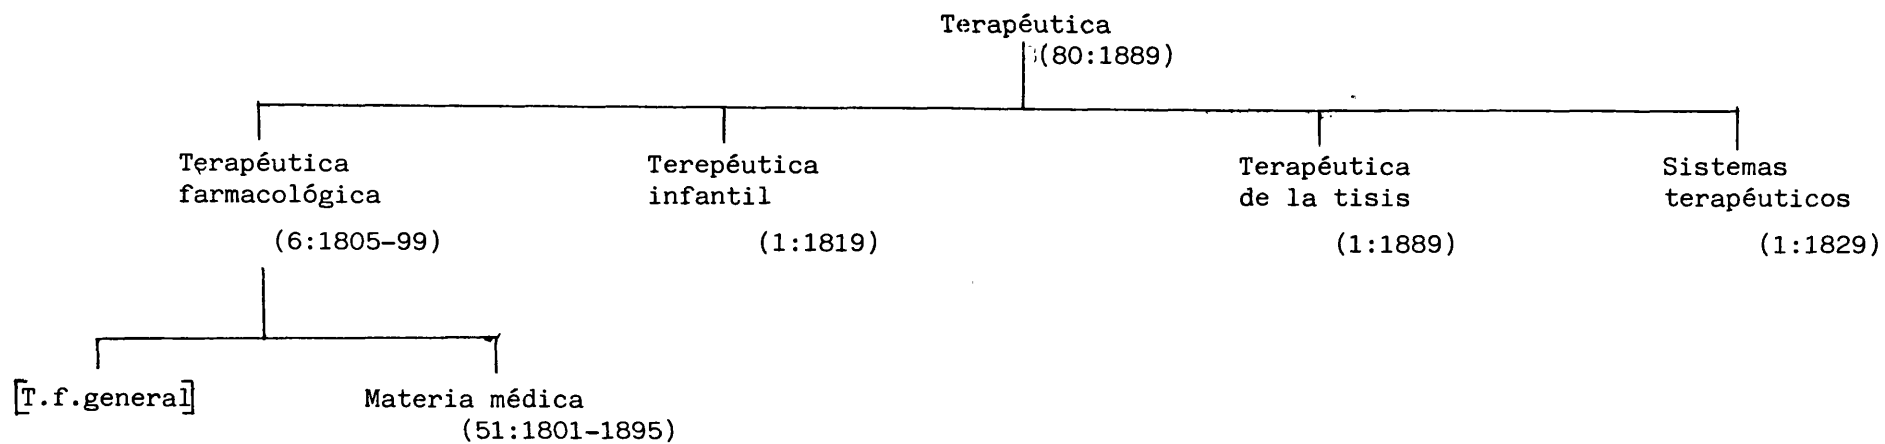 Terapéutica
(80:1889)
Terapéutica
farmacológica
(6:1805-99)
Terepéutica
infantil
(1:1819)
Terapéutica
de la tisis
(1:1889)
Sistemas
terapéuticos
(1:1829)
[T.f.general]
Materia médica
(51:1801-1895)